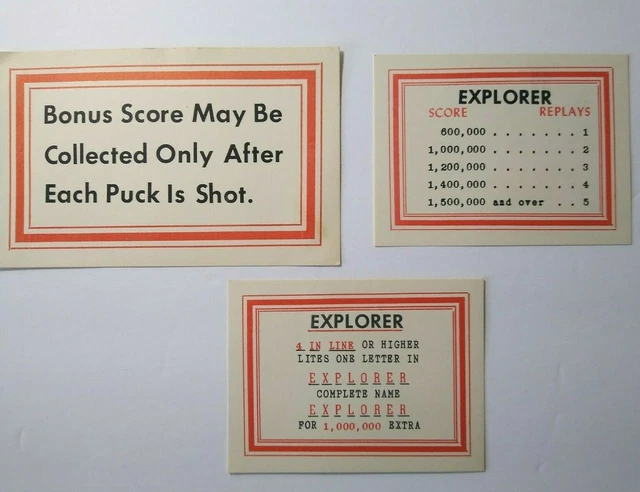 Bonus Score May Be
Collected Only After
Each Puck Is Shot.
EXPLORER
SCORE REPLAYS
600,000 . . . . . . . 1
1,000,000 . . . . . . . 2
1,200,000 . . . . . . . 3
1,400,000 . . . . . . . 4
1,500,000 and over . . 5
EXPLORER
4 IN LINE OR HIGHER
LITES ONE LETTER IN
E X P L O R E R
COMPLETE NAME
E X P L O R E R
FOR 1,000,000 EXTRA